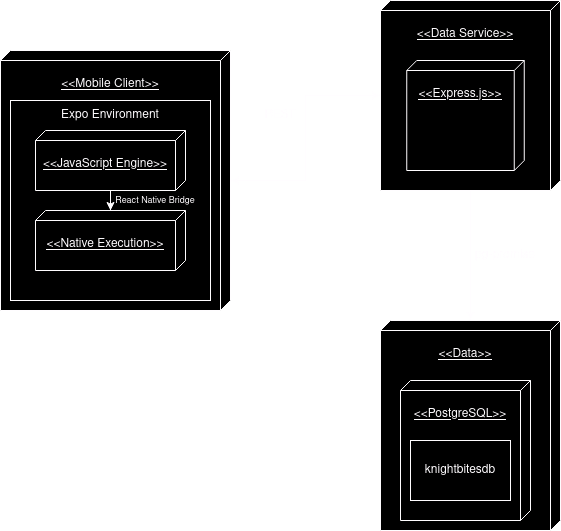 <<Mobile Client>>
Expo Environment
<<JavaScript Engine>>
React Native Bridge
<<Native Execution>>
<<Data Service>>
<<Express.js>>
<<Data>>
<<PostgreSQL>>
knightbitesdb